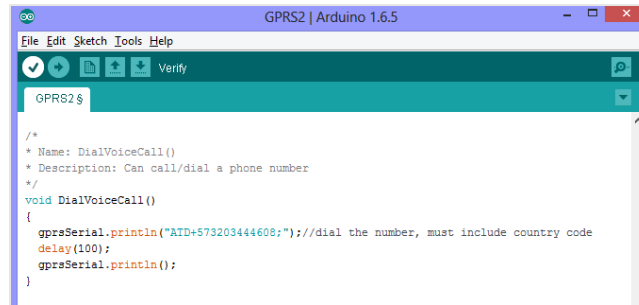 GPRS2 | Arduino 1.6.5
File Edit Sketch Tools Help
Verify
GPRS2 §
/*
* Name: DialVoiceCall()
* Description: Can call/dial a phone number
*/
void DialVoiceCall()
{
gprsSerial.println("ATD+573203444608;");//dial the number, must include country code
delay(100);
gprsSerial.println();
}